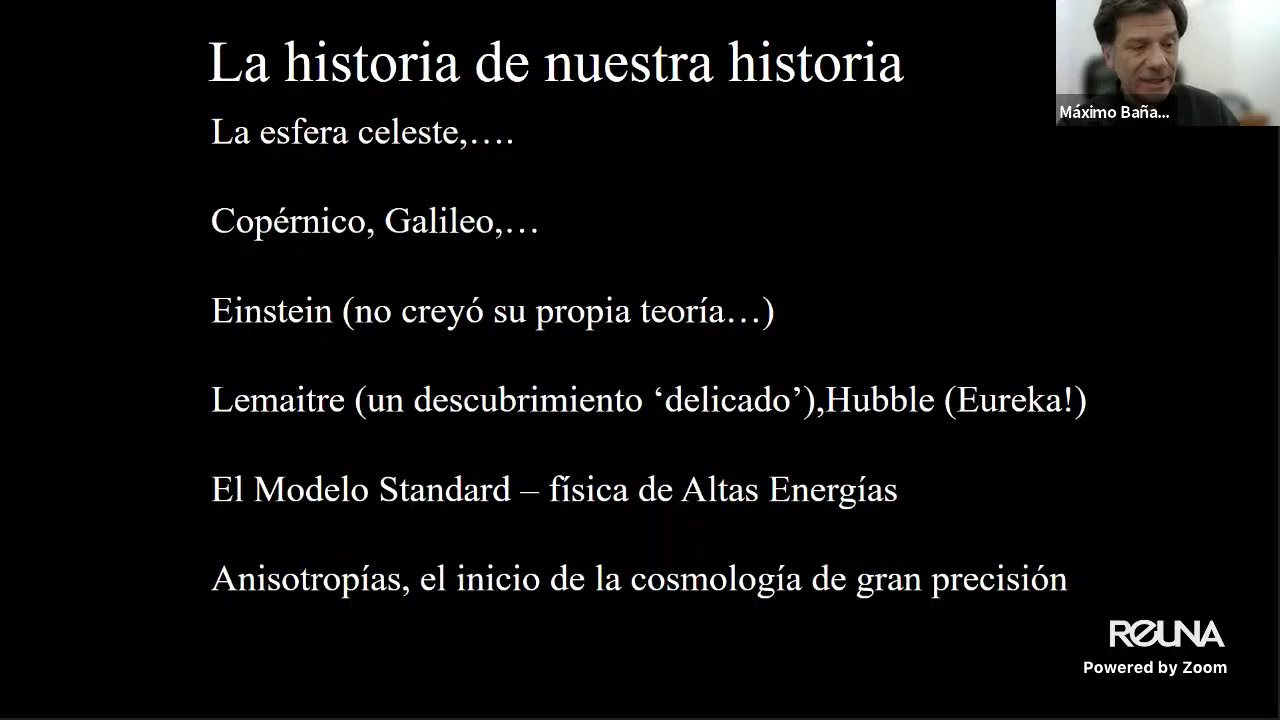 La historia de nuestra historia
La esfera celeste,....
Máximo Baña...
Copérnico, Galileo,…
Einstein (no creyó su propia teoría…)
Lemaitre (un descubrimiento ‘delicado’),Hubble (Eureka!)
El Modelo Standard – física de Altas Energías
Anisotropías, el inicio de la cosmología de gran precisión
REUNA
Powered by Zoom